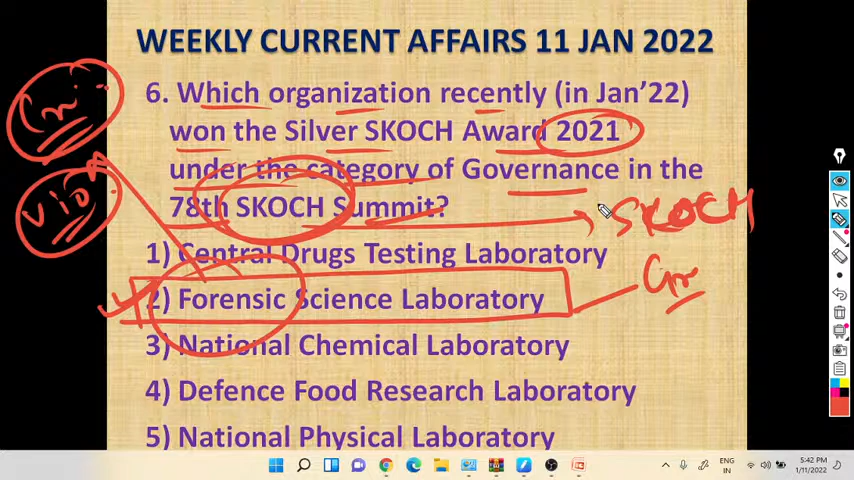 WEEKLY CURRENT AFFAIRS 11 JAN 2022
6. Which organization recently (in Jan'22)
won the Silver SKOCH Award 2021
under the category of Governance in the
78th SKOCH Summit?
SKOCH
1) Central Drugs Testing Laboratory
2) Forensic Science Laboratory
3) National Chemical Laboratory
4) Defence Food Research Laboratory
5) National Physical Laboratory
ENG
IN
5:42 PM
1/11/2022